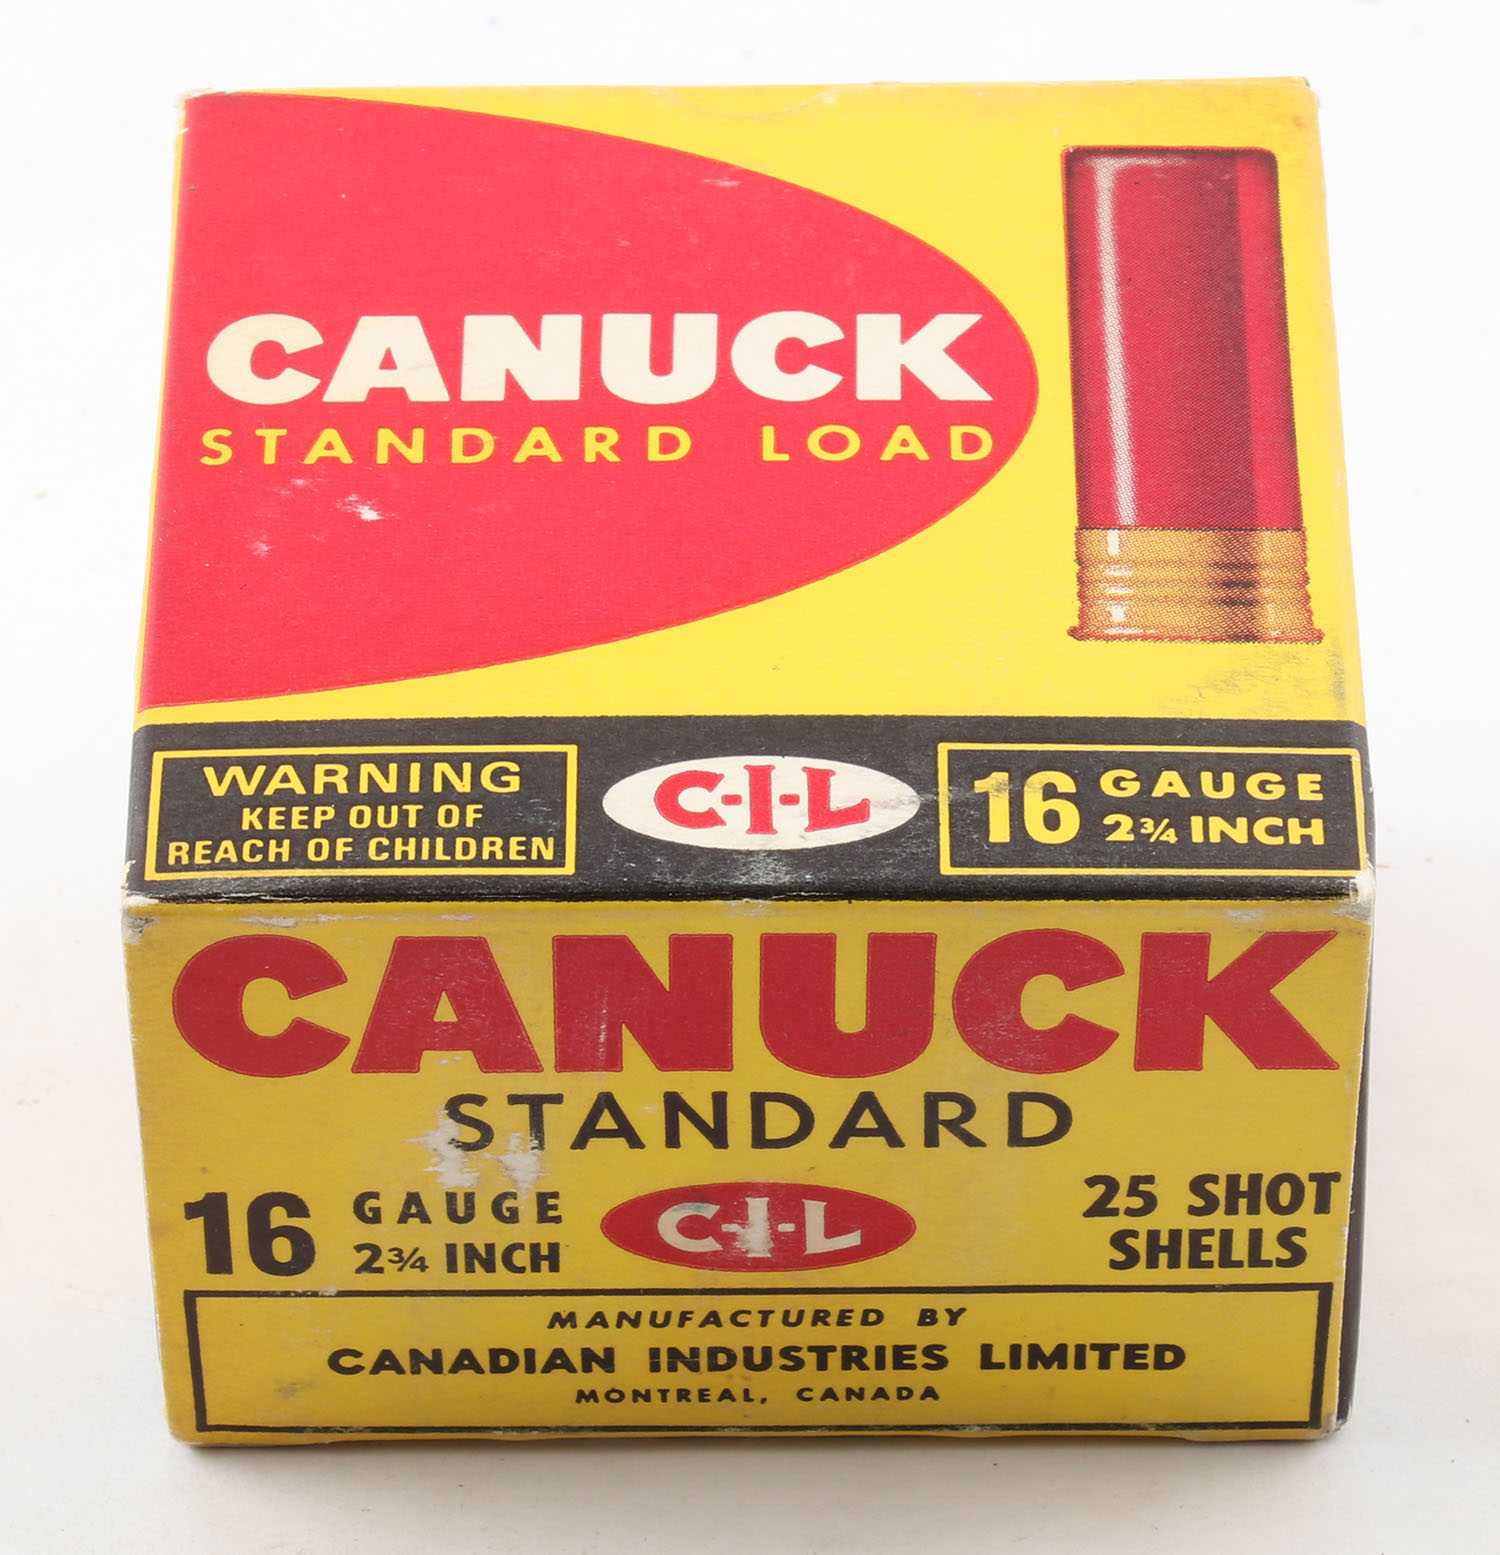 CANUCK
STANDARD LOAD
WARNING
KEEP OUT OF
REACH OF CHILDREN
C-I-L
16 GAUGE
2¾ INCH
CANUCK
STANDARD
16 GAUGE
2¾ INCH
C-I-L
25 SHOT
SHELLS
MANUFACTURED BY
CANADIAN INDUSTRIES LIMITED
MONTREAL, CANADA